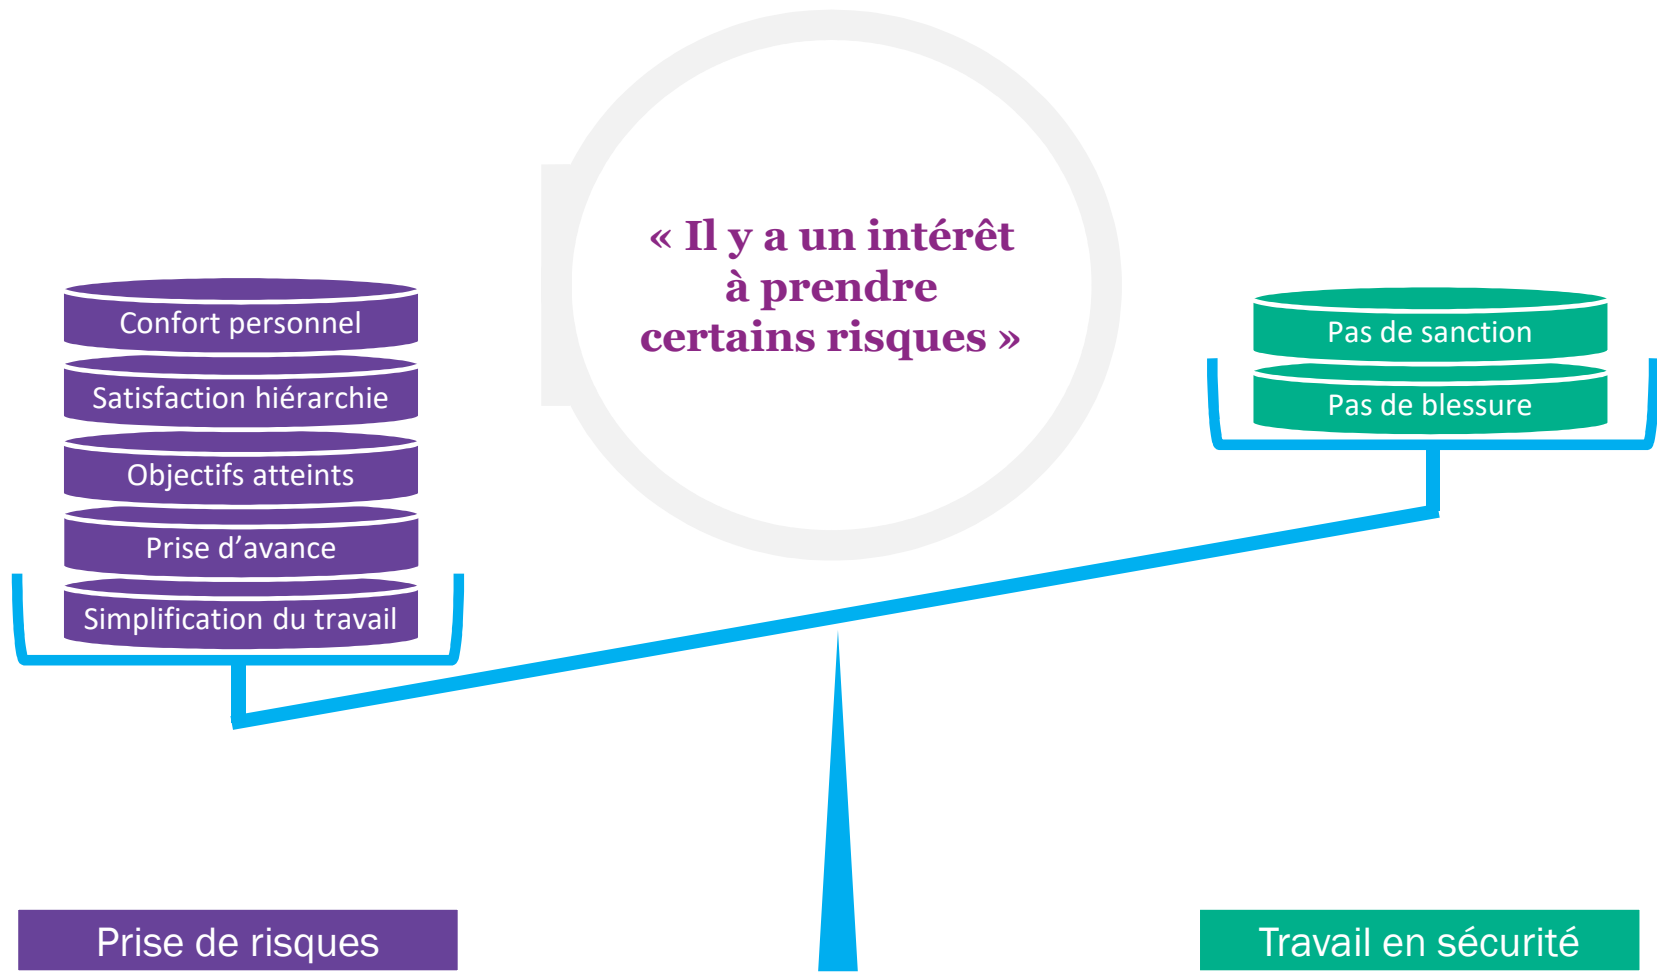 « Il y a un intérêt
à prendre
certains risques »
Confort personnel
Satisfaction hiérarchie
Objectifs atteints
Prise d’avance
Simplification du travail
Pas de sanction
Pas de blessure
Prise de risques
Travail en sécurité